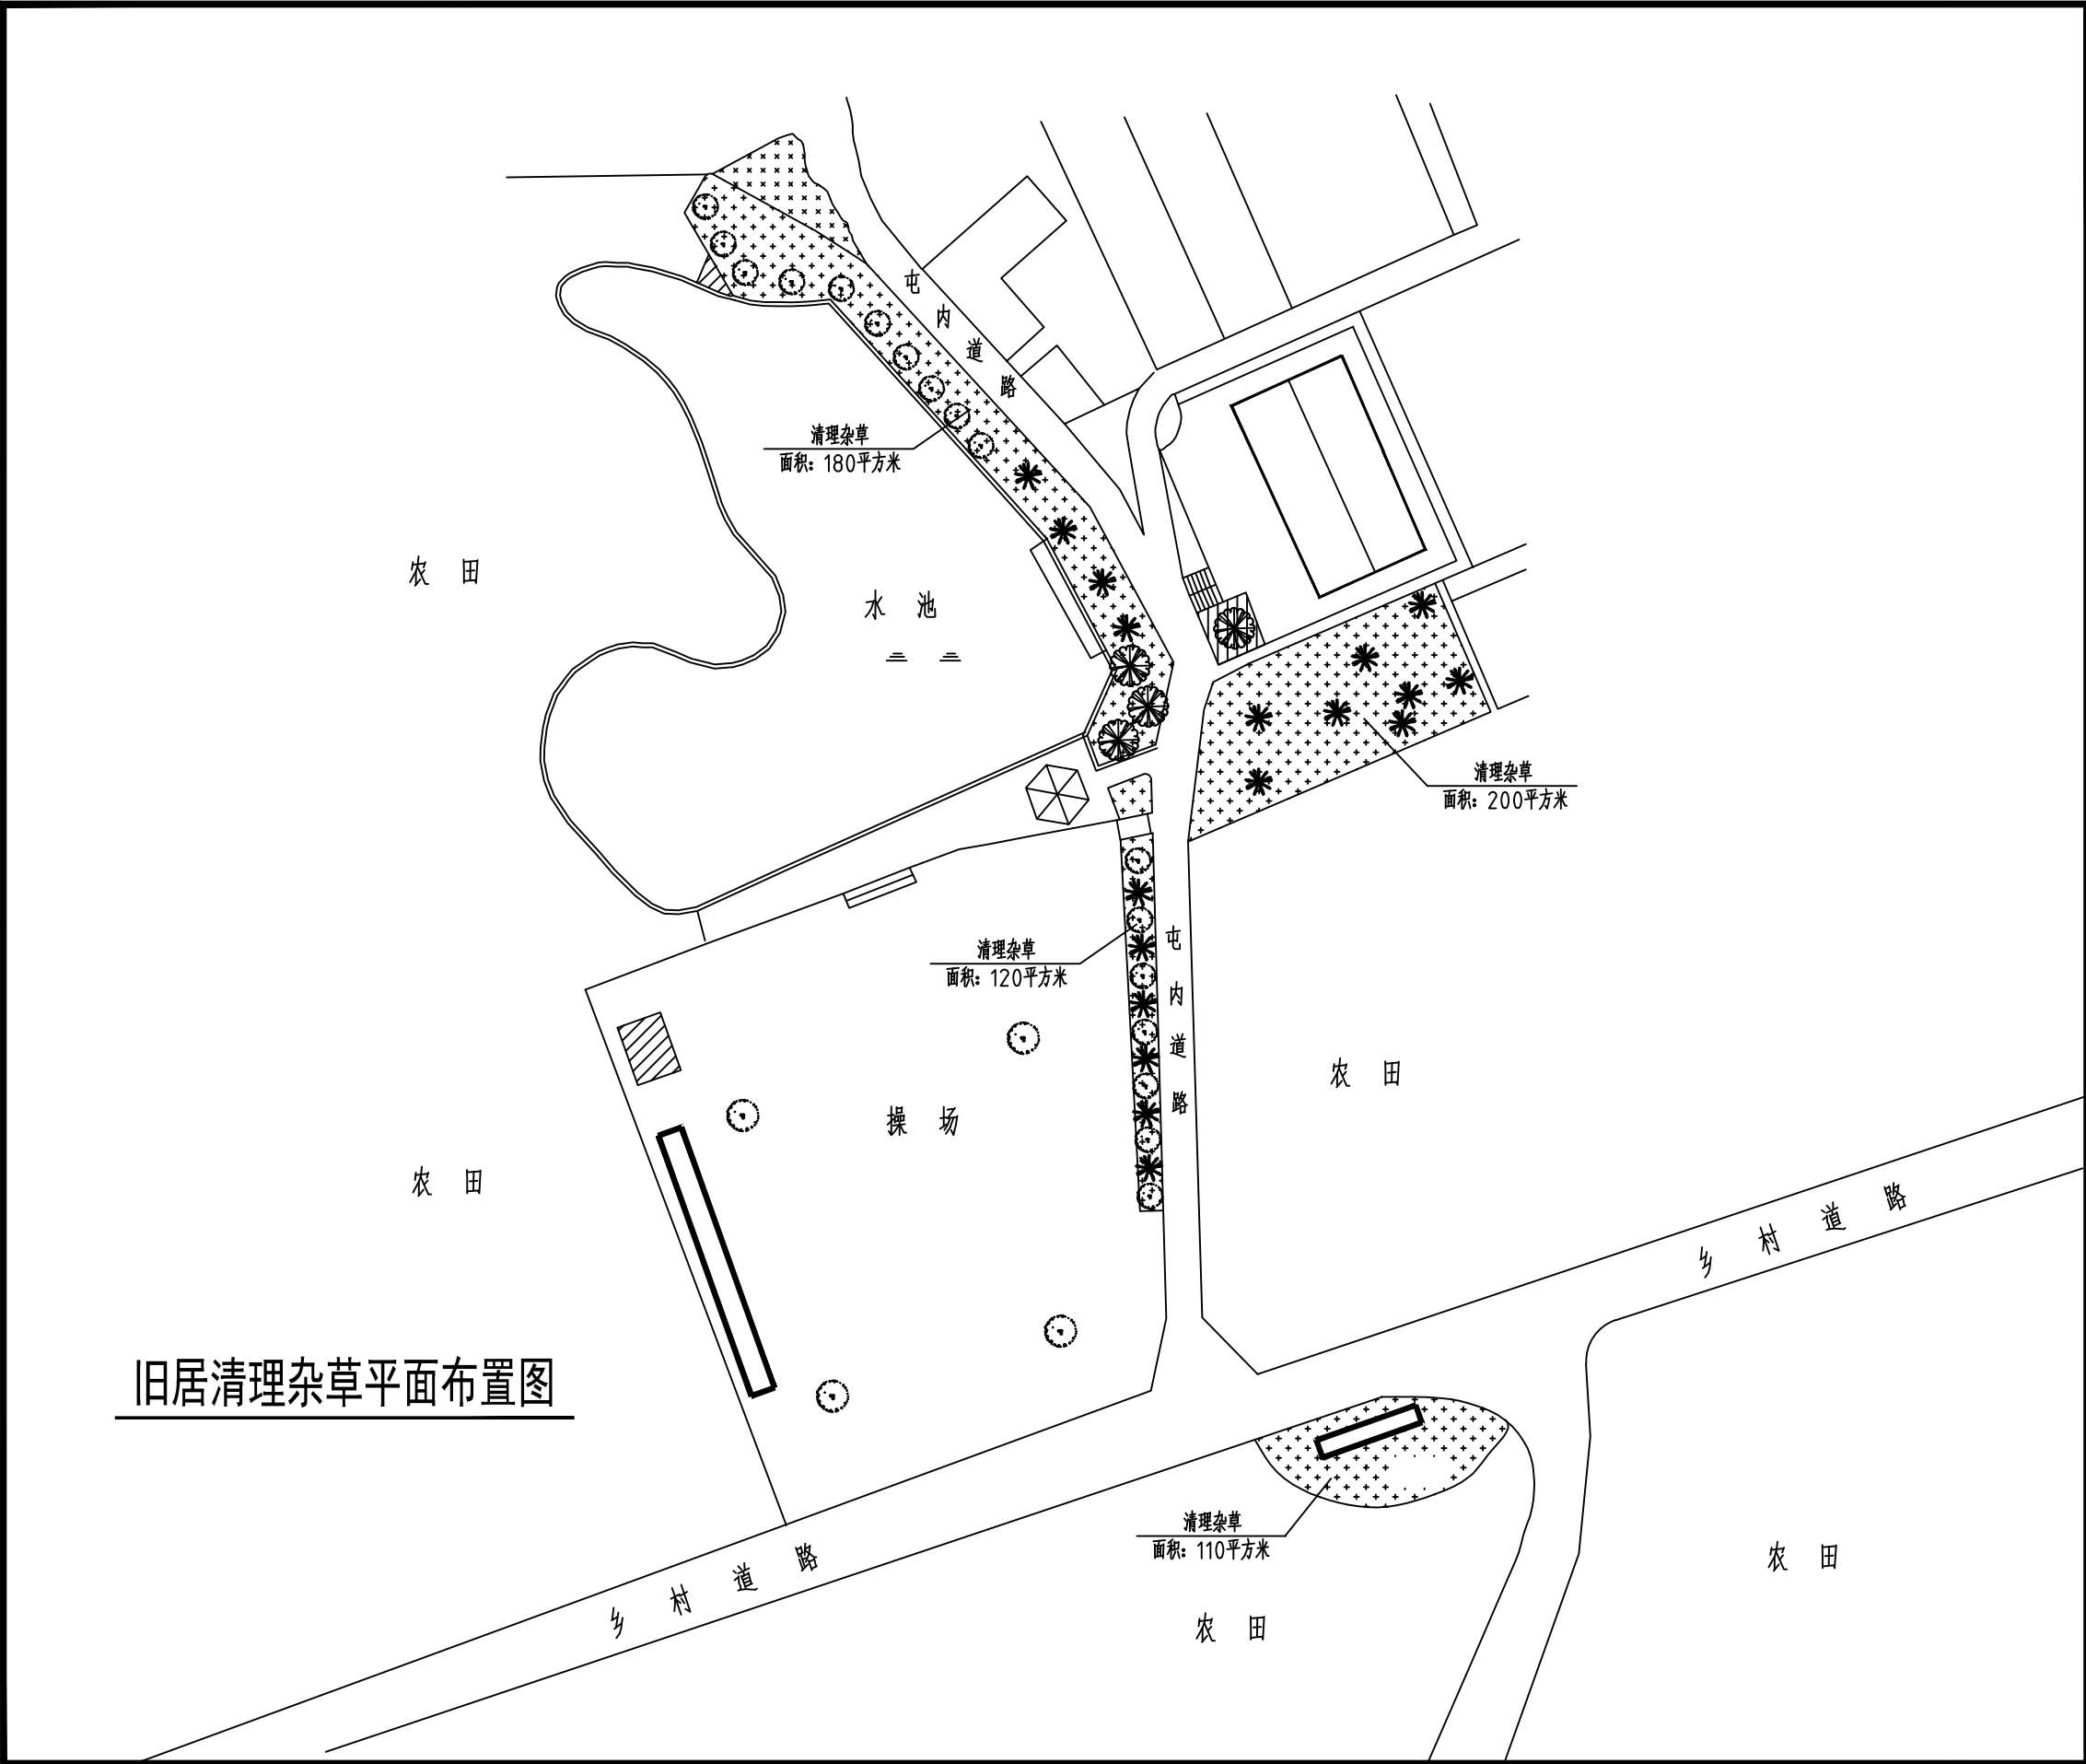 屯内道路
清理杂草
面积：180平方米
农 田
水 池
清理杂草
面积：200平方米
清理杂草
面积：120平方米
屯内道路
农 田
操 场
农 田
乡村道路
旧居清理杂草平面布置图
清理杂草
面积：110平方米
乡村道路
农 田
农 田